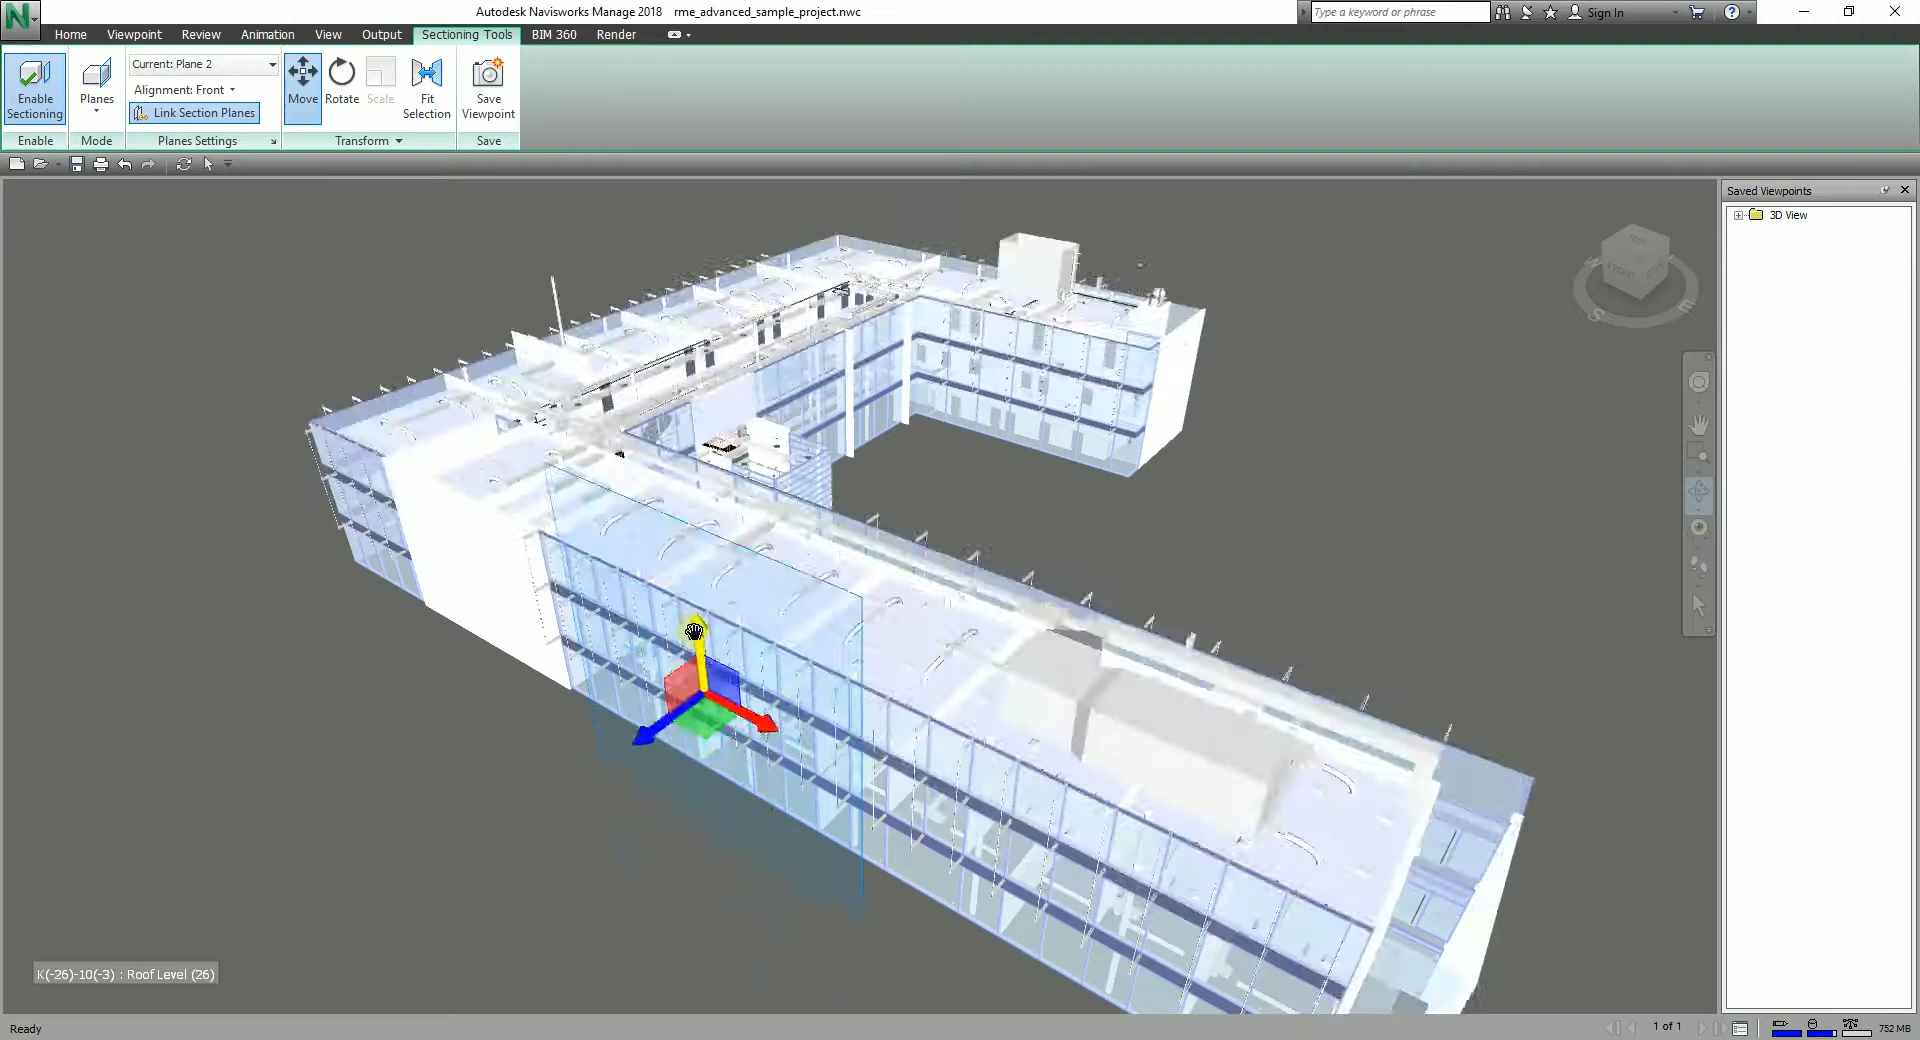 Autodesk Navisworks Manage 2018 rme_advanced_sample_project.nwc
Type a keyword or phrase
Sign In
Home Viewpoint Review Animation View Output Sectioning Tools BIM 360 Render
Enable Sectioning
Planes
Current: Plane 2
Alignment: Front
Link Section Planes
Move
Rotate
Scale
Fit Selection
Save Viewpoint
Enable Mode Planes Settings Transform Save
Saved Viewpoints
3D View
TOP
FRONT
S
E
K(-26)-10(-3) : Roof Level (26)
Ready
1 of 1
752 MB